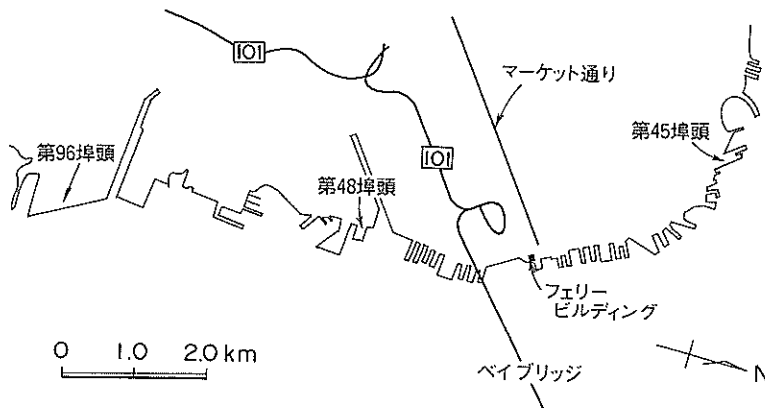 101
マーケット通り
第45埠頭
第96埠頭
101
第48埠頭
フェリー
ビルディング
0 1.0 2.0 km
ベイブリッジ
N